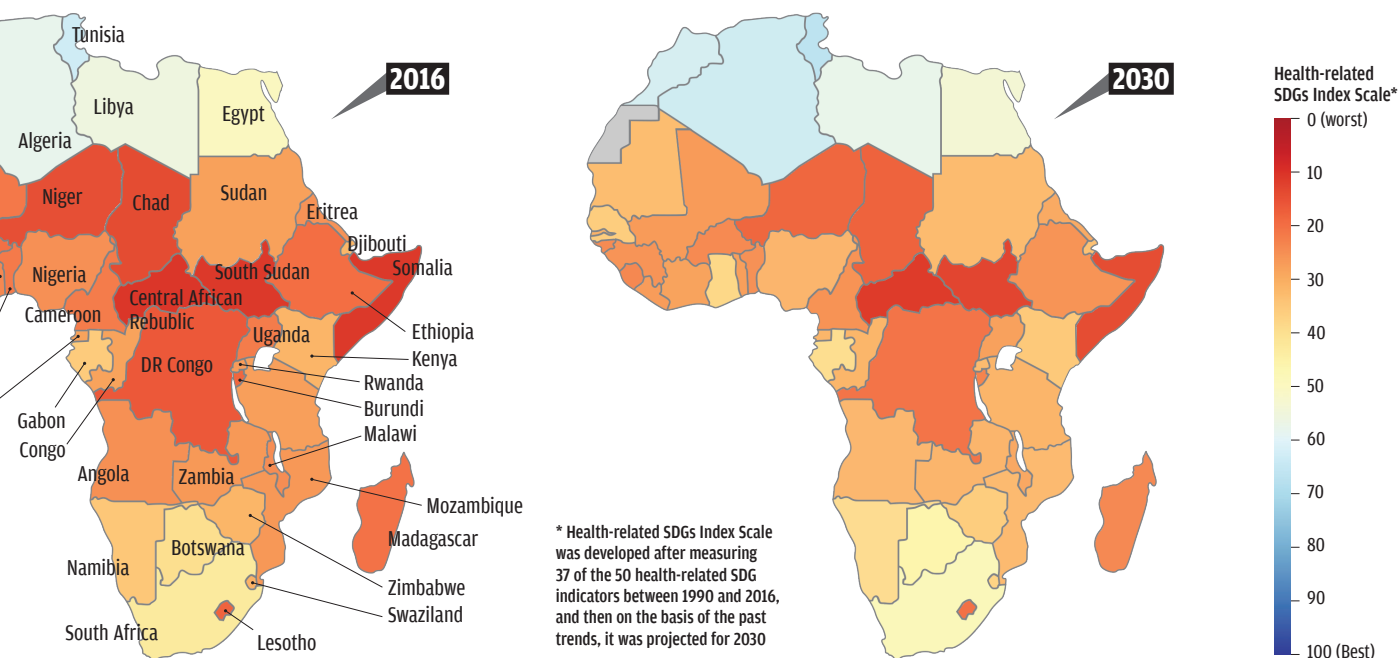 Tunisia
2016
Libya
Egypt
Algeria
Niger
Chad
Sudan
Eritrea
Djibouti
Nigeria
South Sudan
Somalia
Central African
Rebublic
Cameroon
Uganda
Ethiopia
Kenya
DR Congo
Rwanda
Burundi
Gabon
Malawi
Congo
Angola
Zambia
Mozambique
Madagascar
Botswana
Namibia
Zimbabwe
Swaziland
South Africa
Lesotho
2030
* Health-related SDGs Index Scale
was developed after measuring
37 of the 50 health-related SDG
indicators between 1990 and 2016,
and then on the basis of the past
trends, it was projected for 2030
Health-related
SDGs Index Scale*
0 (worst)
10
20
30
40
50
60
70
80
90
100 (Best)